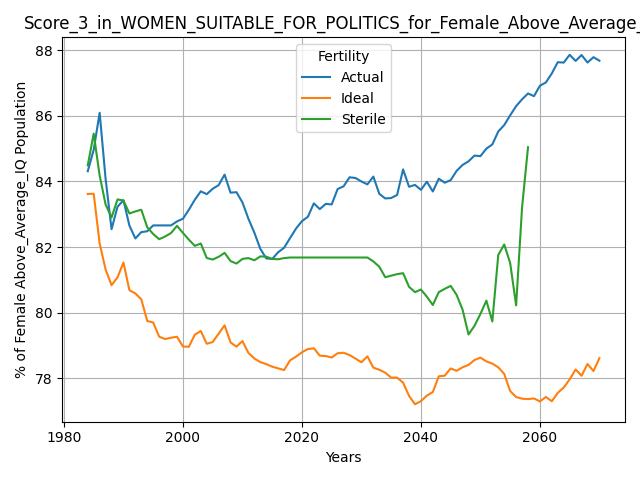 Score_3_in_WOMEN_SUITABLE_FOR_POLITICS_for_Female_Above_Average_
Fertility
Actual
Ideal
Sterile
% of Female Above_Average_IQ Population
88
86
84
82
80
78
1980
2000
2020
2040
2060
Years